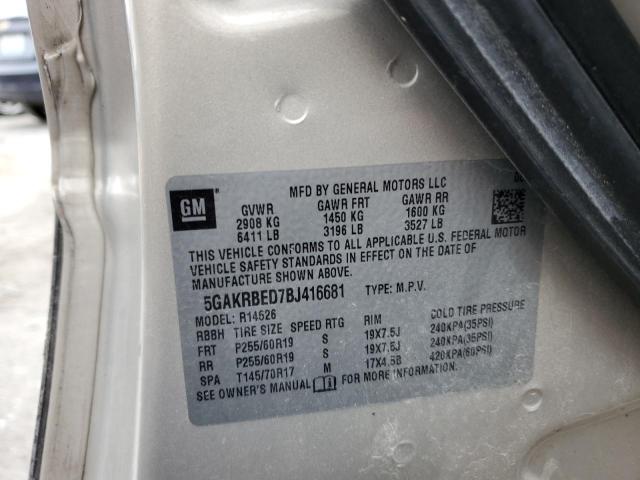 GM
MFD BY GENERAL MOTORS LLC
GVWR GAWR FRT GAWR RR
2908 KG 1450 KG 1600 KG
6411 LB 3196 LB 3527 LB
THIS VEHICLE CONFORMS TO ALL APPLICABLE U.S. FEDERAL MOTOR
VEHICLE SAFETY STANDARDS IN EFFECT ON THE DATE OF
MANUFACTURE SHOWN ABOVE.
5GAKRBED7BJ416681 TYPE: M.P.V.
MODEL: R14526
RBBH TIRE SIZE SPEED RTG RIM COLD TIRE PRESSURE
FRT P255/60R19 S 19X7.5J 240KPA(35PSI)
RR P255/60R19 S 19X7.5J 240KPA(35PSI)
SPA T145/70R17 M 17X4.5B 420KPA(60PSI)
SEE OWNER'S MANUAL FOR MORE INFORMATION.